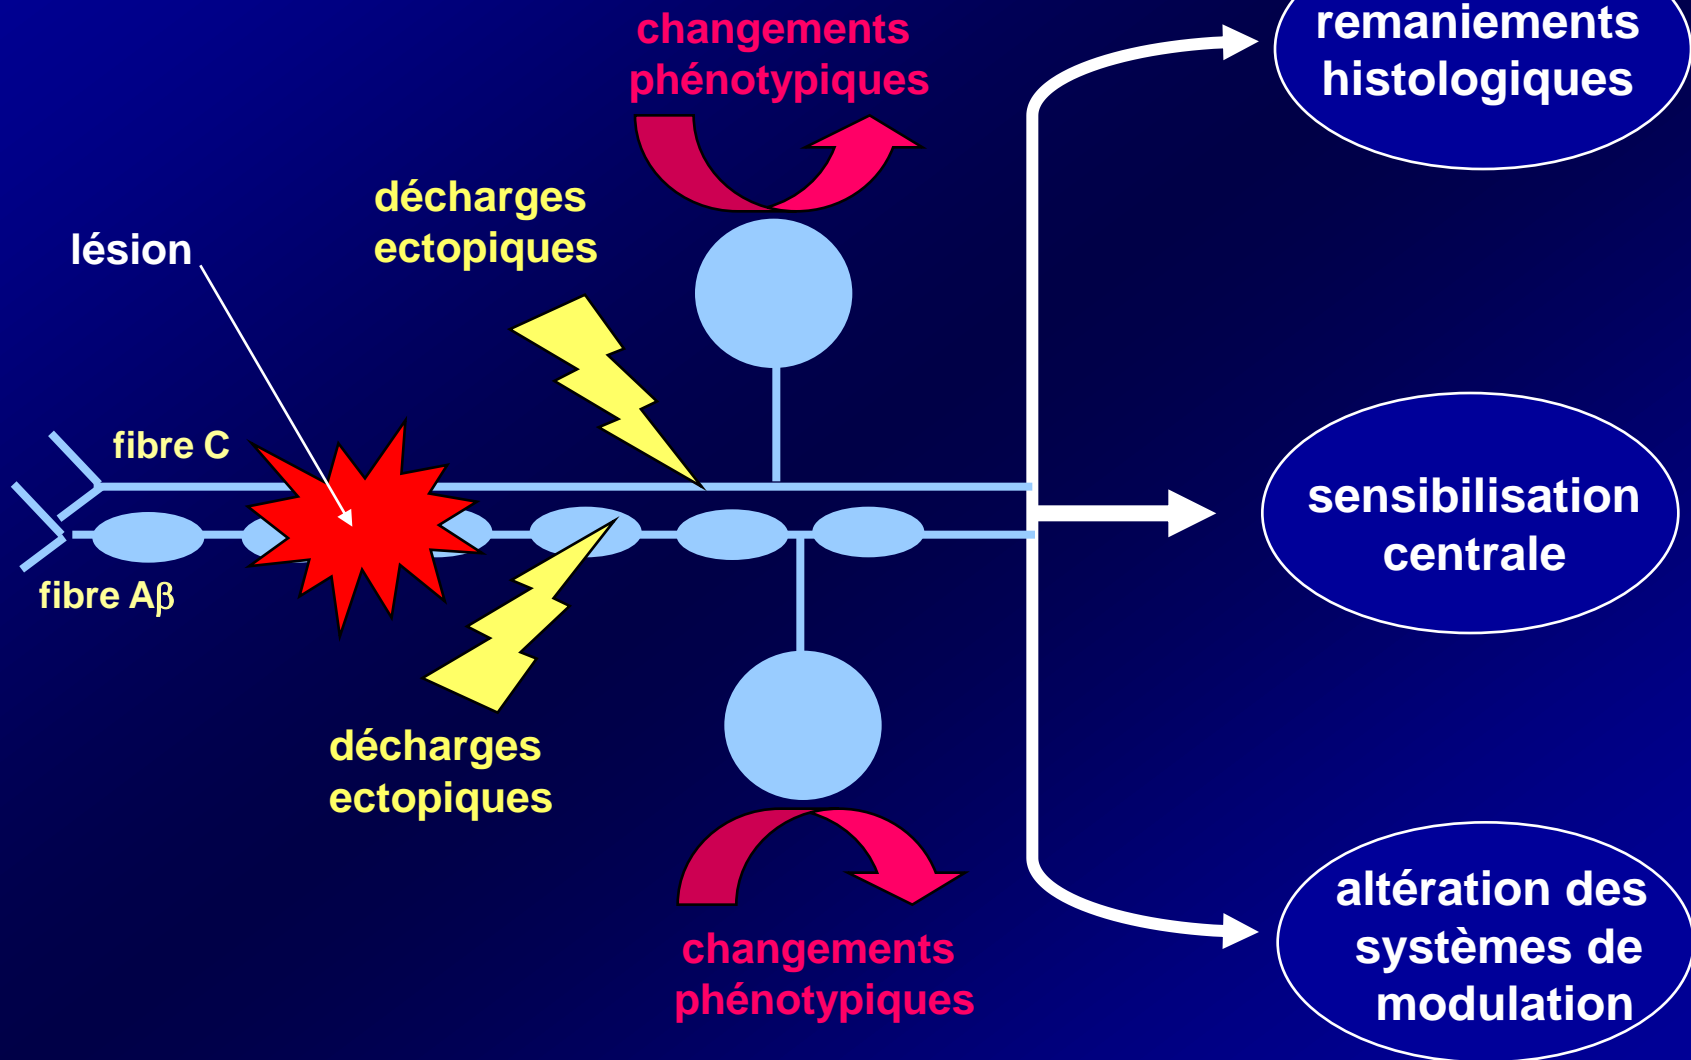 changements
phénotypiques
remaniements
histologiques
décharges
ectopiques
lésion
fibre C
sensibilisation
centrale
fibre Aβ
décharges
ectopiques
altération des
systèmes de
modulation
changements
phénotypiques